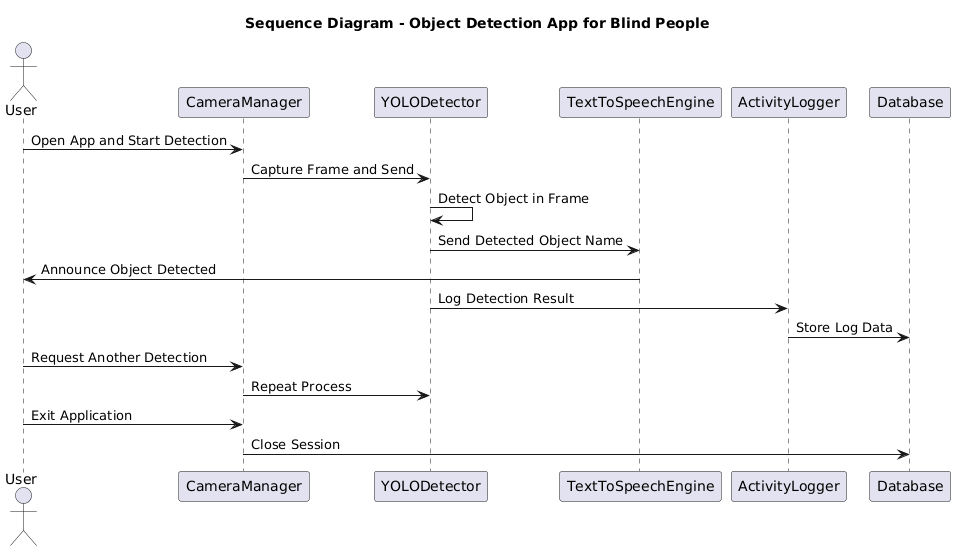 Sequence Diagram - Object Detection App for Blind People
User
CameraManager
YOLODetector
TextToSpeechEngine
ActivityLogger
Database
Open App and Start Detection
Capture Frame and Send
Detect Object in Frame
Send Detected Object Name
Announce Object Detected
Log Detection Result
Store Log Data
Request Another Detection
Repeat Process
Exit Application
Close Session
User
CameraManager
YOLODetector
TextToSpeechEngine
ActivityLogger
Database